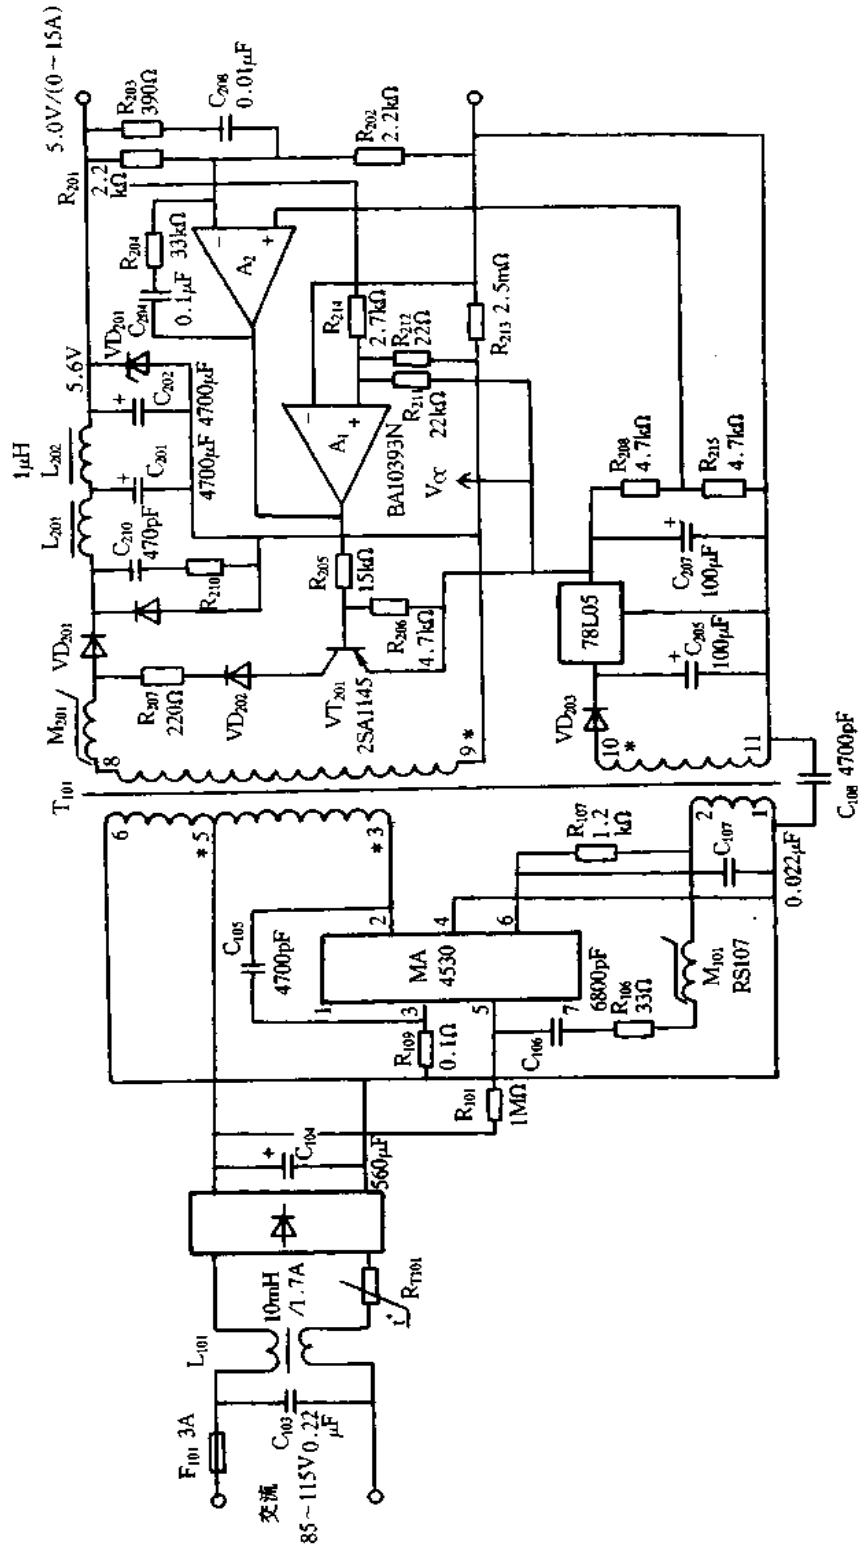 交流
85～115V
F101 3A
C103
0.22
μF
L101
10mH
/1.7A
t°
RT101
C104
+
560μF
R101
1MΩ
R109
0.1Ω
C105
4700pF
MA
4530
1
2
3
4
5
6
7
C106
6800pF
R106
33Ω
M101
RS107
R107
1.2
kΩ
C107
0.022μF
2
1
C108 4700pF
T101
6
*5
*3
8
9*
10
*
11
M201
VD201
R207
220Ω
VD202
VT201
2SA1145
R206
4.7kΩ
R205
15kΩ
C210
470pF
R210
L201
1μH
L202
+
C201
4700μF
+
C202
4700μF
5.6V
VD201
C204
0.1μF
R204
33kΩ
A2
−
+
A1
−
+
BA10393N
VCC
R211
22kΩ
R212
22Ω
R214
2.7kΩ
R213 2.5mΩ
R201
2.2
kΩ
R202
2.2kΩ
R203
390Ω
C208
0.01μF
5.0V/(0～15A)
VD203
78L05
+
C205
100μF
+
C207
100μF
R208
4.7kΩ
R215
4.7kΩ